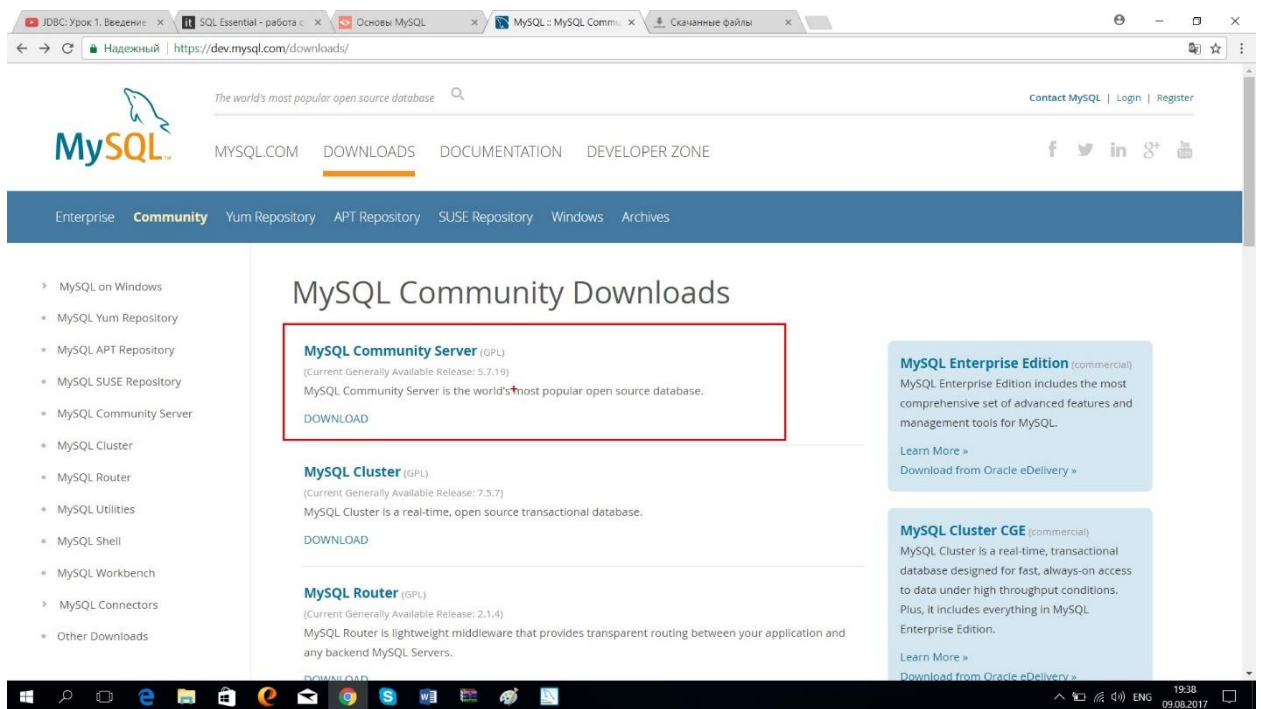 JDBC: Урок 1. Введение
SQL Essential - работа с
Основы MySQL
MySQL :: MySQL Commu
Скачанные файлы
Надежный https://dev.mysql.com/downloads/
The world's most popular open source database
Contact MySQL | Login | Register
MySQL
MYSQL.COM DOWNLOADS DOCUMENTATION DEVELOPER ZONE
Enterprise Community Yum Repository APT Repository SUSE Repository Windows Archives
MySQL on Windows
MySQL Yum Repository
MySQL APT Repository
MySQL SUSE Repository
MySQL Community Server
MySQL Cluster
MySQL Router
MySQL Utilities
MySQL Shell
MySQL Workbench
MySQL Connectors
Other Downloads
MySQL Community Downloads
MySQL Community Server (GPL)
(Current Generally Available Release: 5.7.19)
MySQL Community Server is the world's most popular open source database.
DOWNLOAD
MySQL Cluster (GPL)
(Current Generally Available Release: 7.5.7)
MySQL Cluster is a real-time, open source transactional database.
DOWNLOAD
MySQL Router (GPL)
(Current Generally Available Release: 2.1.4)
MySQL Router is lightweight middleware that provides transparent routing between your application and
any backend MySQL Servers.
DOWNLOAD
MySQL Enterprise Edition (commercial)
MySQL Enterprise Edition includes the most
comprehensive set of advanced features and
management tools for MySQL.
Learn More »
Download from Oracle eDelivery »
MySQL Cluster CGE (commercial)
MySQL Cluster is a real-time, transactional
database designed for fast, always-on access
to data under high throughput conditions.
Plus, it includes everything in MySQL
Enterprise Edition.
Learn More »
Download from Oracle eDelivery »
ENG
19:38
09.08.2017